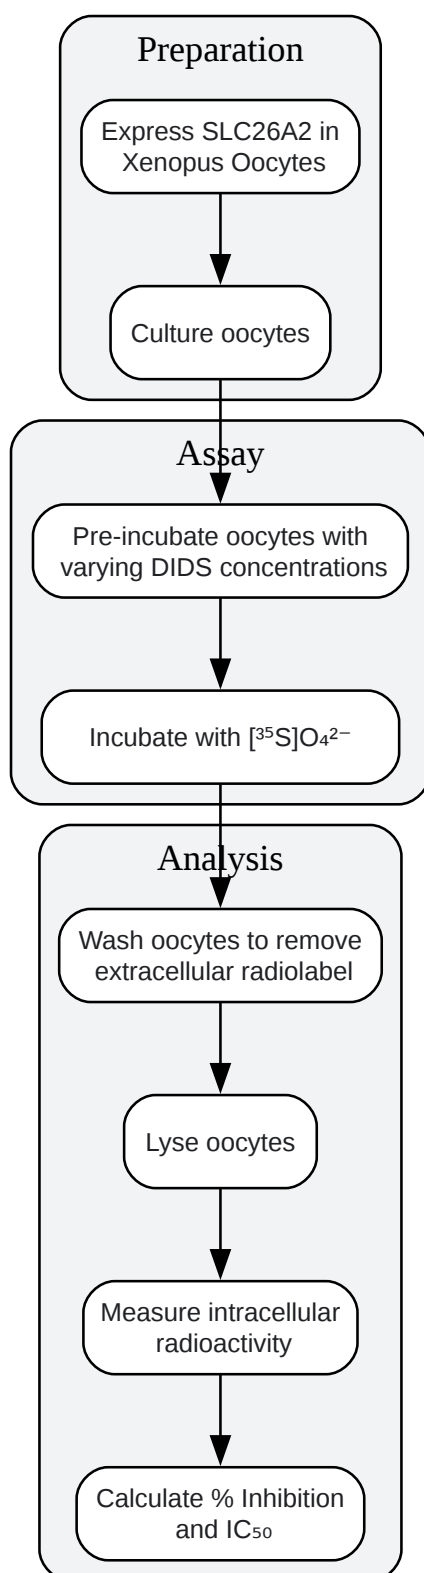 Preparation
Express SLC26A2 in
Xenopus Oocytes
Culture oocytes
Assay
Pre-incubate oocytes with
varying DIDS concentrations
Incubate with [³⁵S]O₄²⁻
Analysis
Wash oocytes to remove
extracellular radiolabel
Lyse oocytes
Measure intracellular
radioactivity
Calculate % Inhibition
and IC₅₀